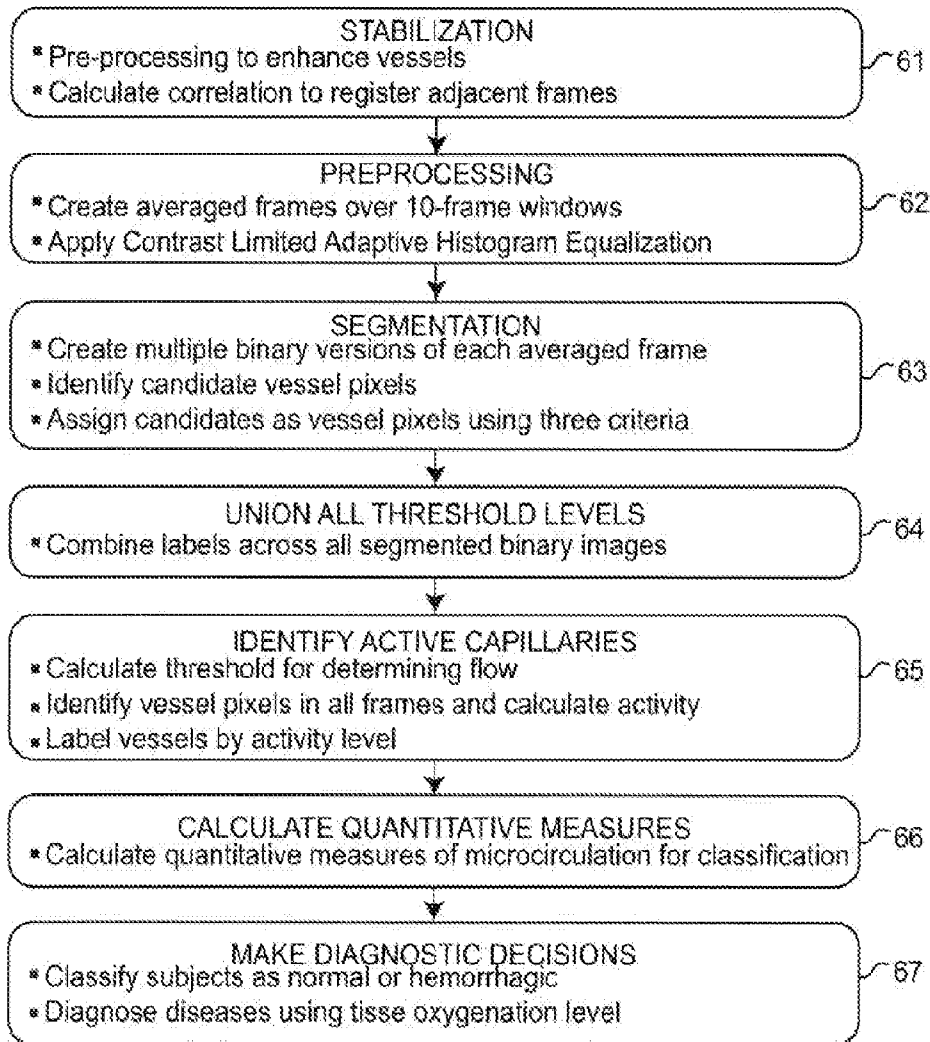 STABILIZATION
▪ Pre-processing to enhance vessels
▪ Calculate correlation to register adjacent frames
61
PREPROCESSING
▪ Create averaged frames over 10-frame windows
▪ Apply Contrast Limited Adaptive Histogram Equalization
62
SEGMENTATION
▪ Create multiple binary versions of each averaged frame
▪ Identify candidate vessel pixels
▪ Assign candidates as vessel pixels using three criteria
63
UNION ALL THRESHOLD LEVELS
▪ Combine labels across all segmented binary images
64
IDENTIFY ACTIVE CAPILLARIES
▪ Calculate threshold for determining flow
▪ Identify vessel pixels in all frames and calculate activity
▪ Label vessels by activity level
65
CALCULATE QUANTITATIVE MEASURES
▪ Calculate quantitative measures of microcirculation for classification
66
MAKE DIAGNOSTIC DECISIONS
▪ Classify subjects as normal or hemorrhagic
▪ Diagnose diseases using tisse oxygenation level
67